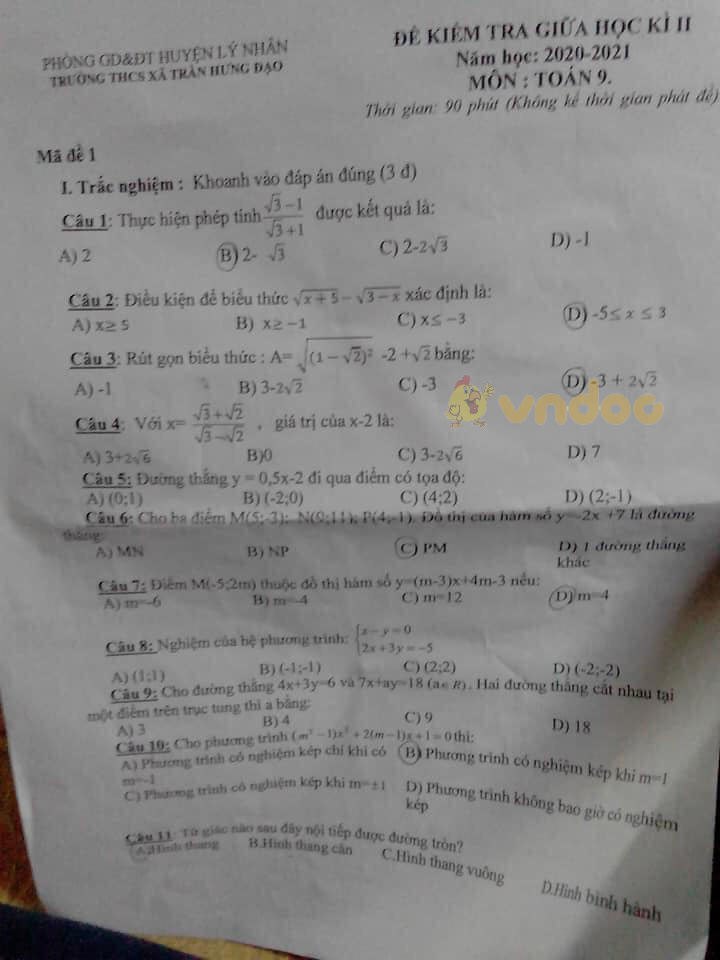 PHÒNG GD&ĐT HUYỆN LÝ NHÂN
TRƯỜNG THCS XÃ TRẦN HƯNG ĐẠO
ĐỀ KIỂM TRA GIỮA HỌC KÌ II
Năm học: 2020-2021
MÔN : TOÁN 9.
Thời gian: 90 phút (Không kể thời gian phát đề)
Mã đề 1
I. Trắc nghiệm : Khoanh vào đáp án đúng (3 đ)
Câu 1: Thực hiện phép tính (√3−1)/(√3+1) được kết quả là:
A) 2 B) 2- √3 C) 2-2√3 D) -1
Câu 2: Điều kiện để biểu thức √(x+5) − √(3−x) xác định là:
A) x≥ 5 B) x≥ −1 C) x≤ −3 D) -5≤ x ≤ 3
Câu 3: Rút gọn biểu thức : A= √((1−√2)²) -2 +√2 bằng:
A) -1 B) 3-2√2 C) -3 D) -3 + 2√2
vndoc
Câu 4: Với x= (√3+√2)/(√3−√2) , giá trị của x-2 là:
A) 3+2√6 B)0 C) 3-2√6 D) 7
Câu 5: Đường thẳng y = 0,5x-2 đi qua điểm có tọa độ:
A) (0;1) B) (-2;0) C) (4;2) D) (2;-1)
Câu 6: Cho ba điểm M(5;-3); N(9;11); P(4;-1). Đồ thị của hàm số y=-2x +7 là đường
thẳng:
A) MN B) NP C) PM D) 1 đường thẳng
khác
Câu 7: Điểm M(-5;2m) thuộc đồ thị hàm số y=(m-3)x+4m-3 nếu:
A) m=-6 B) m=-4 C) m=12 D) m=4
Câu 8: Nghiệm của hệ phương trình: {x−y=0
2x+3y=−5
A) (1;1) B) (-1;-1) C) (2;2) D) (-2;-2)
Câu 9: Cho đường thẳng 4x+3y=6 và 7x+ay=18 (a∈R). Hai đường thẳng cắt nhau tại
một điểm trên trục tung thì a bằng:
A) 3 B) 4 C) 9 D) 18
Câu 10: Cho phương trình (m²−1)x²+2(m−1)x+1=0 thì:
A) Phương trình có nghiệm kép chỉ khi có B) Phương trình có nghiệm kép khi m=1
m=-1
C) Phương trình có nghiệm kép khi m=±1 D) Phương trình không bao giờ có nghiệm
kép
Câu 11: Tứ giác nào sau đây nội tiếp được đường tròn?
A.Hình thang B.Hình thang cân C.Hình thang vuông D.Hình bình hành